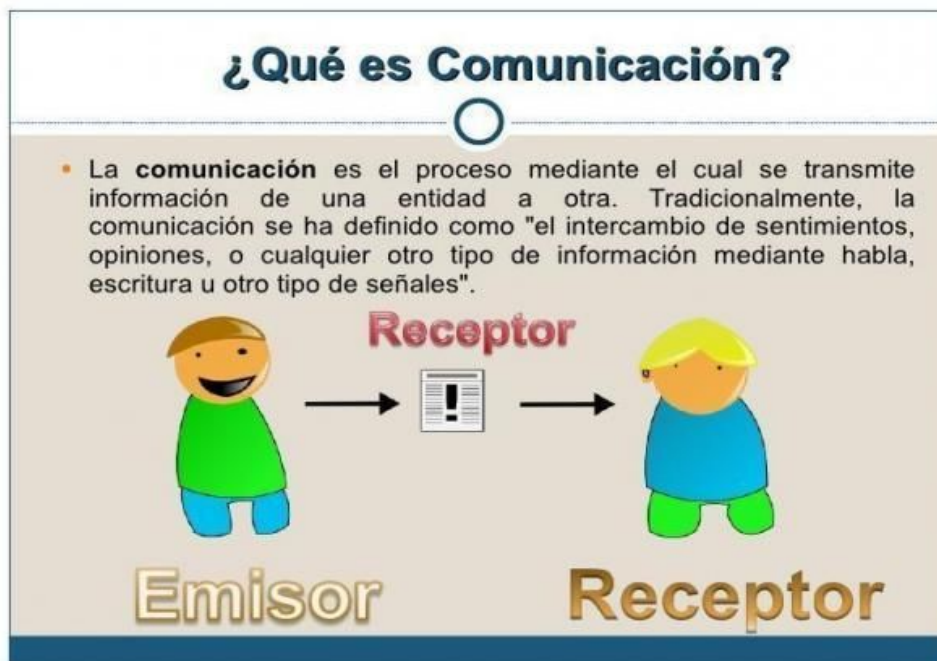 ¿Qué es Comunicación?
• La comunicación es el proceso mediante el cual se transmite
información de una entidad a otra. Tradicionalmente, la
comunicación se ha definido como "el intercambio de sentimientos,
opiniones, o cualquier otro tipo de información mediante habla,
escritura u otro tipo de señales".
Receptor
!
Emisor
Receptor